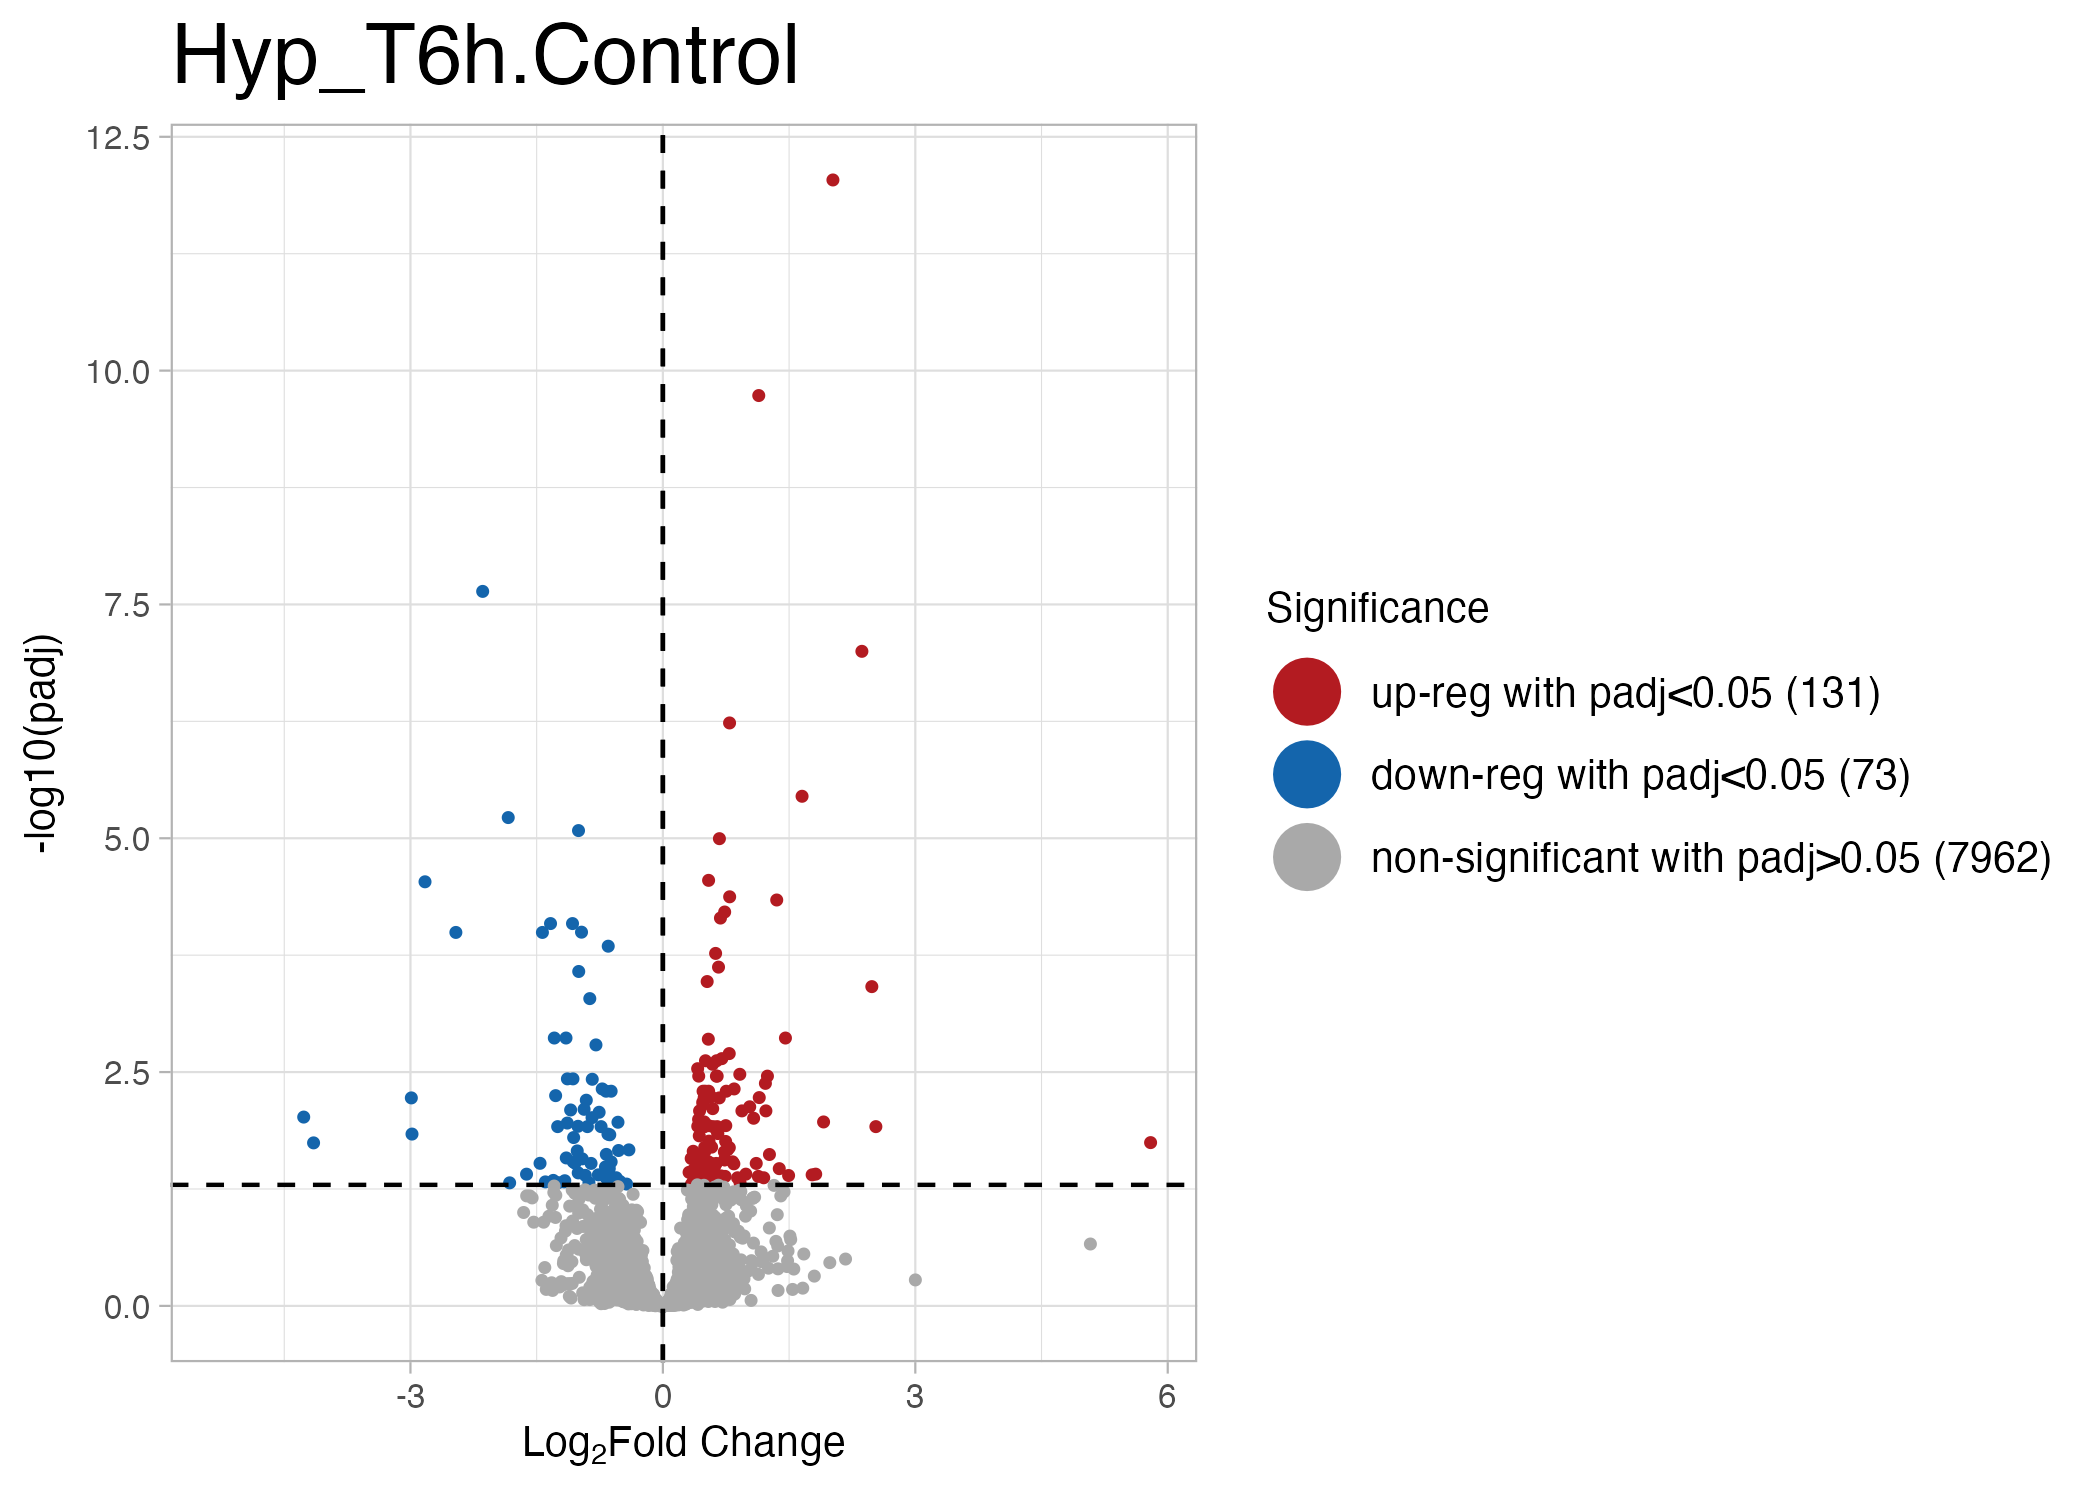 Hyp_T6h.Control
12.5
10.0
7.5
5.0
2.5
0.0
-log10(padj)
-3 0 3 6
Log₂Fold Change
Significance
up-reg with padj<0.05 (131)
down-reg with padj<0.05 (73)
non-significant with padj>0.05 (7962)